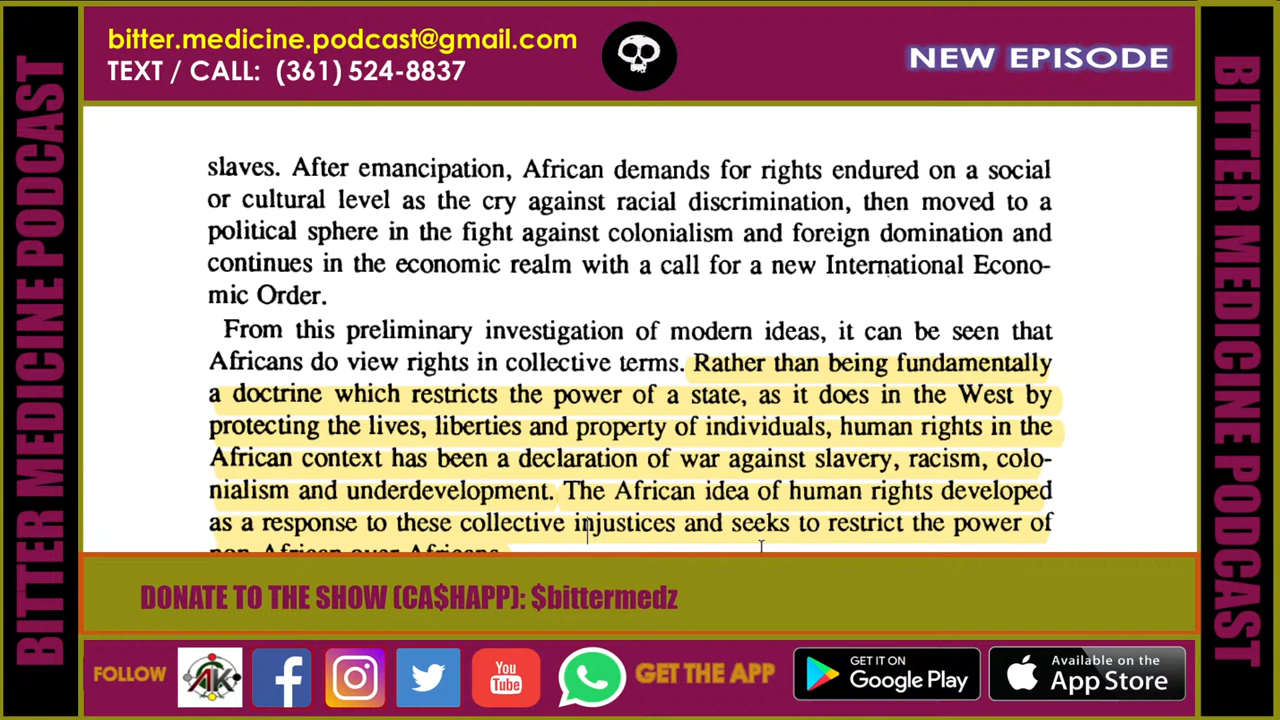 bitter.medicine.podcast@gmail.com
TEXT / CALL: (361) 524-8837
NEW EPISODE
BITTER MEDICINE PODCAST
slaves. After emancipation, African demands for rights endured on a social
or cultural level as the cry against racial discrimination, then moved to a
political sphere in the fight against colonialism and foreign domination and
continues in the economic realm with a call for a new International Econo-
mic Order.
From this preliminary investigation of modern ideas, it can be seen that
Africans do view rights in collective terms. Rather than being fundamentally
a doctrine which restricts the power of a state, as it does in the West by
protecting the lives, liberties and property of individuals, human rights in the
African context has been a declaration of war against slavery, racism, colo-
nialism and underdevelopment. The African idea of human rights developed
as a response to these collective injustices and seeks to restrict the power of
non-African over Africans.
BITTER MEDICINE PODCAST
DONATE TO THE SHOW (CA$HAPP): $bittermedz
FOLLOW
ATK
You
Tube
GET THE APP
GET IT ON
Google Play
Available on the
App Store